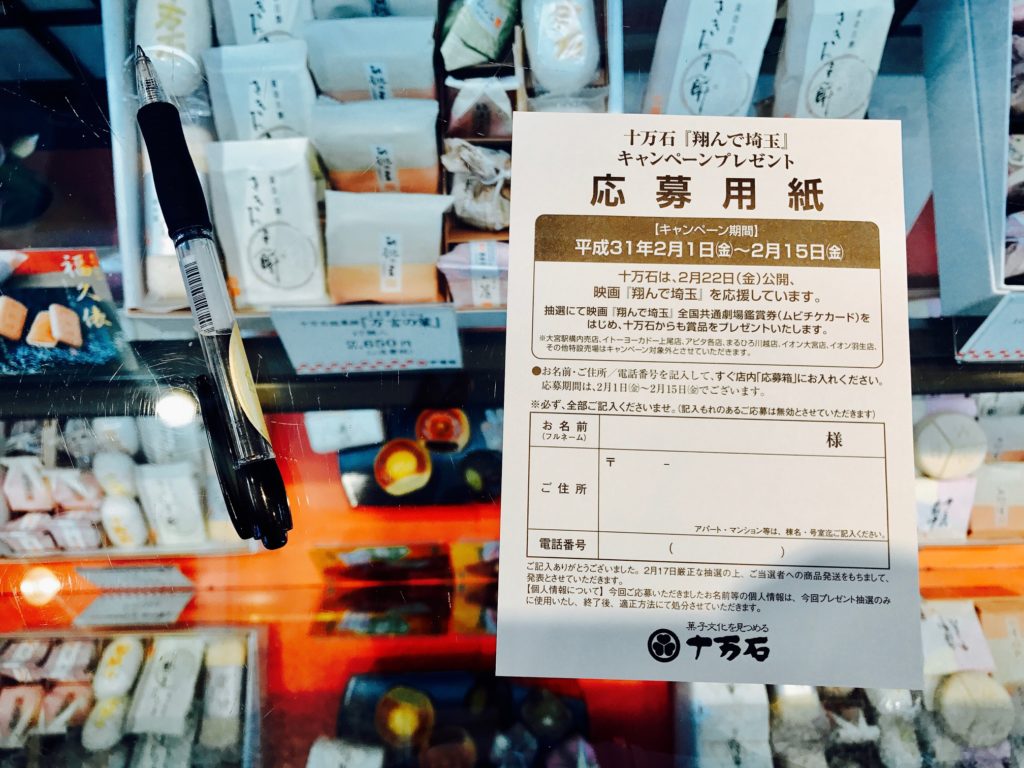 十万石『翔んで埼玉』
キャンペーンプレゼント
応募用紙
【キャンペーン期間】
平成31年2月1日㊎〜2月15日㊎
十万石は、2月22日(金)公開、
映画『翔んで埼玉』を応援しています。
抽選にて映画『翔んで埼玉』全国共通劇場鑑賞券(ムビチケカード)を
はじめ、十万石からも賞品をプレゼントいたします。
※大宮駅構内売店、イトーヨーカドー上尾店、アピタ各店、まるひろ川越店、イオン大宮店、イオン羽生店、
その他特設売場はキャンペーン対象外とさせていただきます。
●お名前・ご住所／電話番号を記入して、すぐ店内「応募箱」にお入れください。
応募期間は、2月1日㊎〜2月15日㊎でございます。
※必ず、全部ご記入くださいませ。(記入もれのあるご応募は無効とさせていただきます)
お名前
(フルネーム)
様
ご住所
〒 －
アパート・マンション等は、棟名・号室迄ご記入ください。
電話番号
( )
ご記入ありがとうございました。2月17日厳正な抽選の上、ご当選者への商品発送をもちまして、
発表とさせていただきます。
【個人情報について】今回ご応募いただきましたお名前等の個人情報は、今回プレゼント抽選のみ
に使用いたし、終了後、適正方法にて処分させていただきます。
菓子文化を見つめる
十万石
福久俵